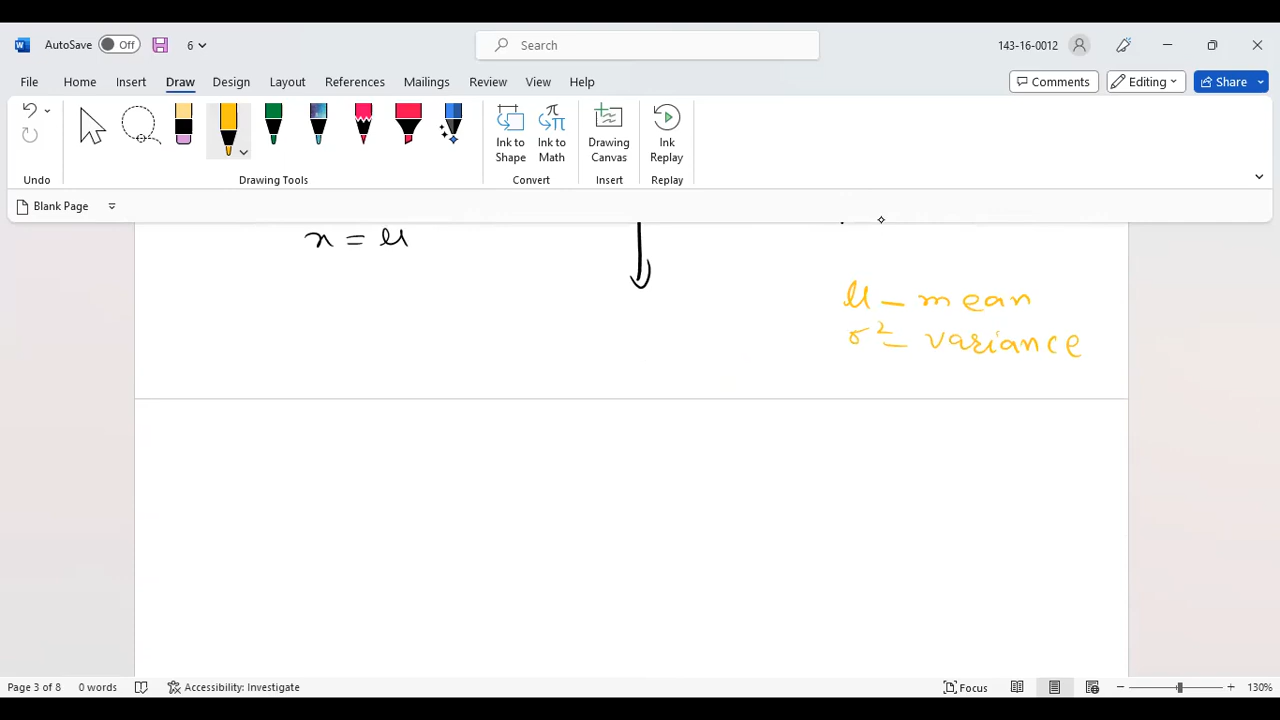 AutoSave Off 6 Search 143-16-0012
File Home Insert Draw Design Layout References Mailings Review View Help Comments Editing Share
Ink to Shape
Ink to Math
Drawing Canvas
Ink Replay
Undo Drawing Tools Convert Insert Replay
Blank Page
x = μ
μ – mean
σ² – variance
Page 3 of 8 0 words Accessibility: Investigate Focus 130%